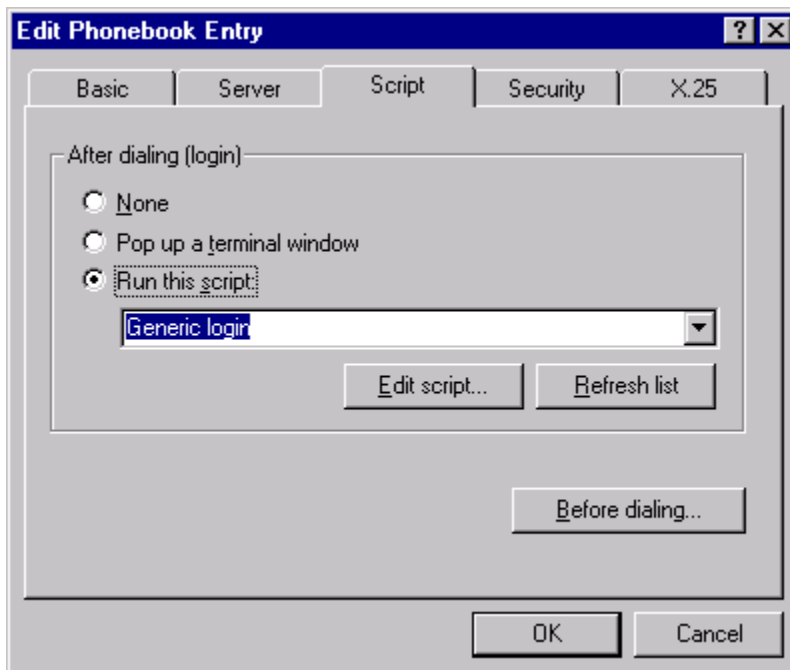 Edit Phonebook Entry
Basic Server Script Security X.25
After dialing (login)
None
Pop up a terminal window
Run this script:
Generic login
Edit script... Refresh list
Before dialing...
OK Cancel